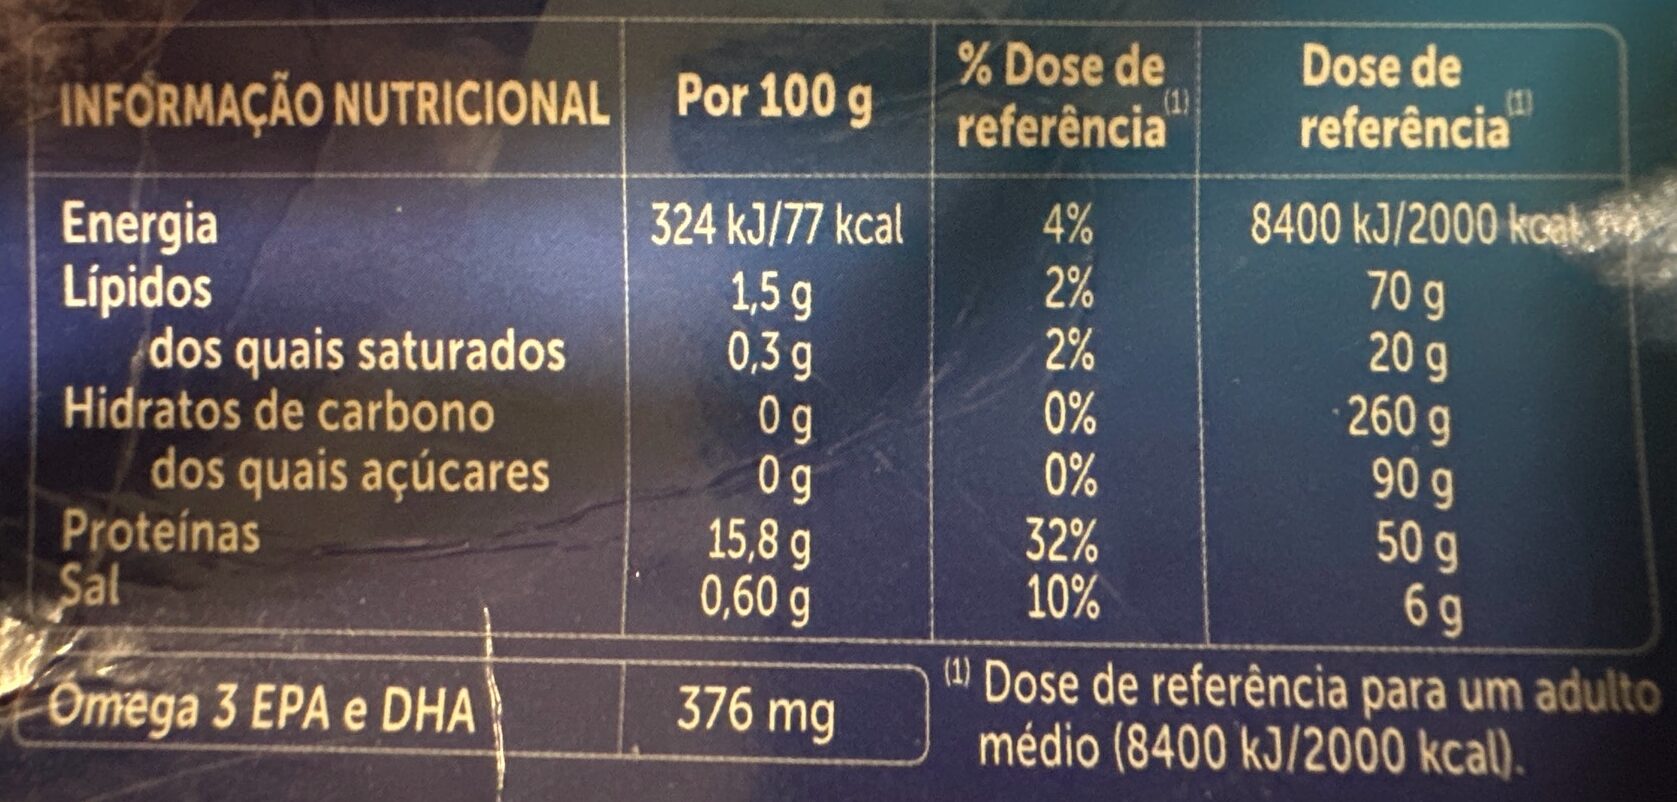 INFORMAÇÃO NUTRICIONAL Por 100 g % Dose de referência(1) Dose de referência(1)
Energia 324 kJ/77 kcal 4% 8400 kJ/2000 kcal
Lípidos 1,5 g 2% 70 g
dos quais saturados 0,3 g 2% 20 g
Hidratos de carbono 0 g 0% 260 g
dos quais açúcares 0 g 0% 90 g
Proteínas 15,8 g 32% 50 g
Sal 0,60 g 10% 6 g
Ómega 3 EPA e DHA 376 mg
(1) Dose de referência para um adulto
médio (8400 kJ/2000 kcal).